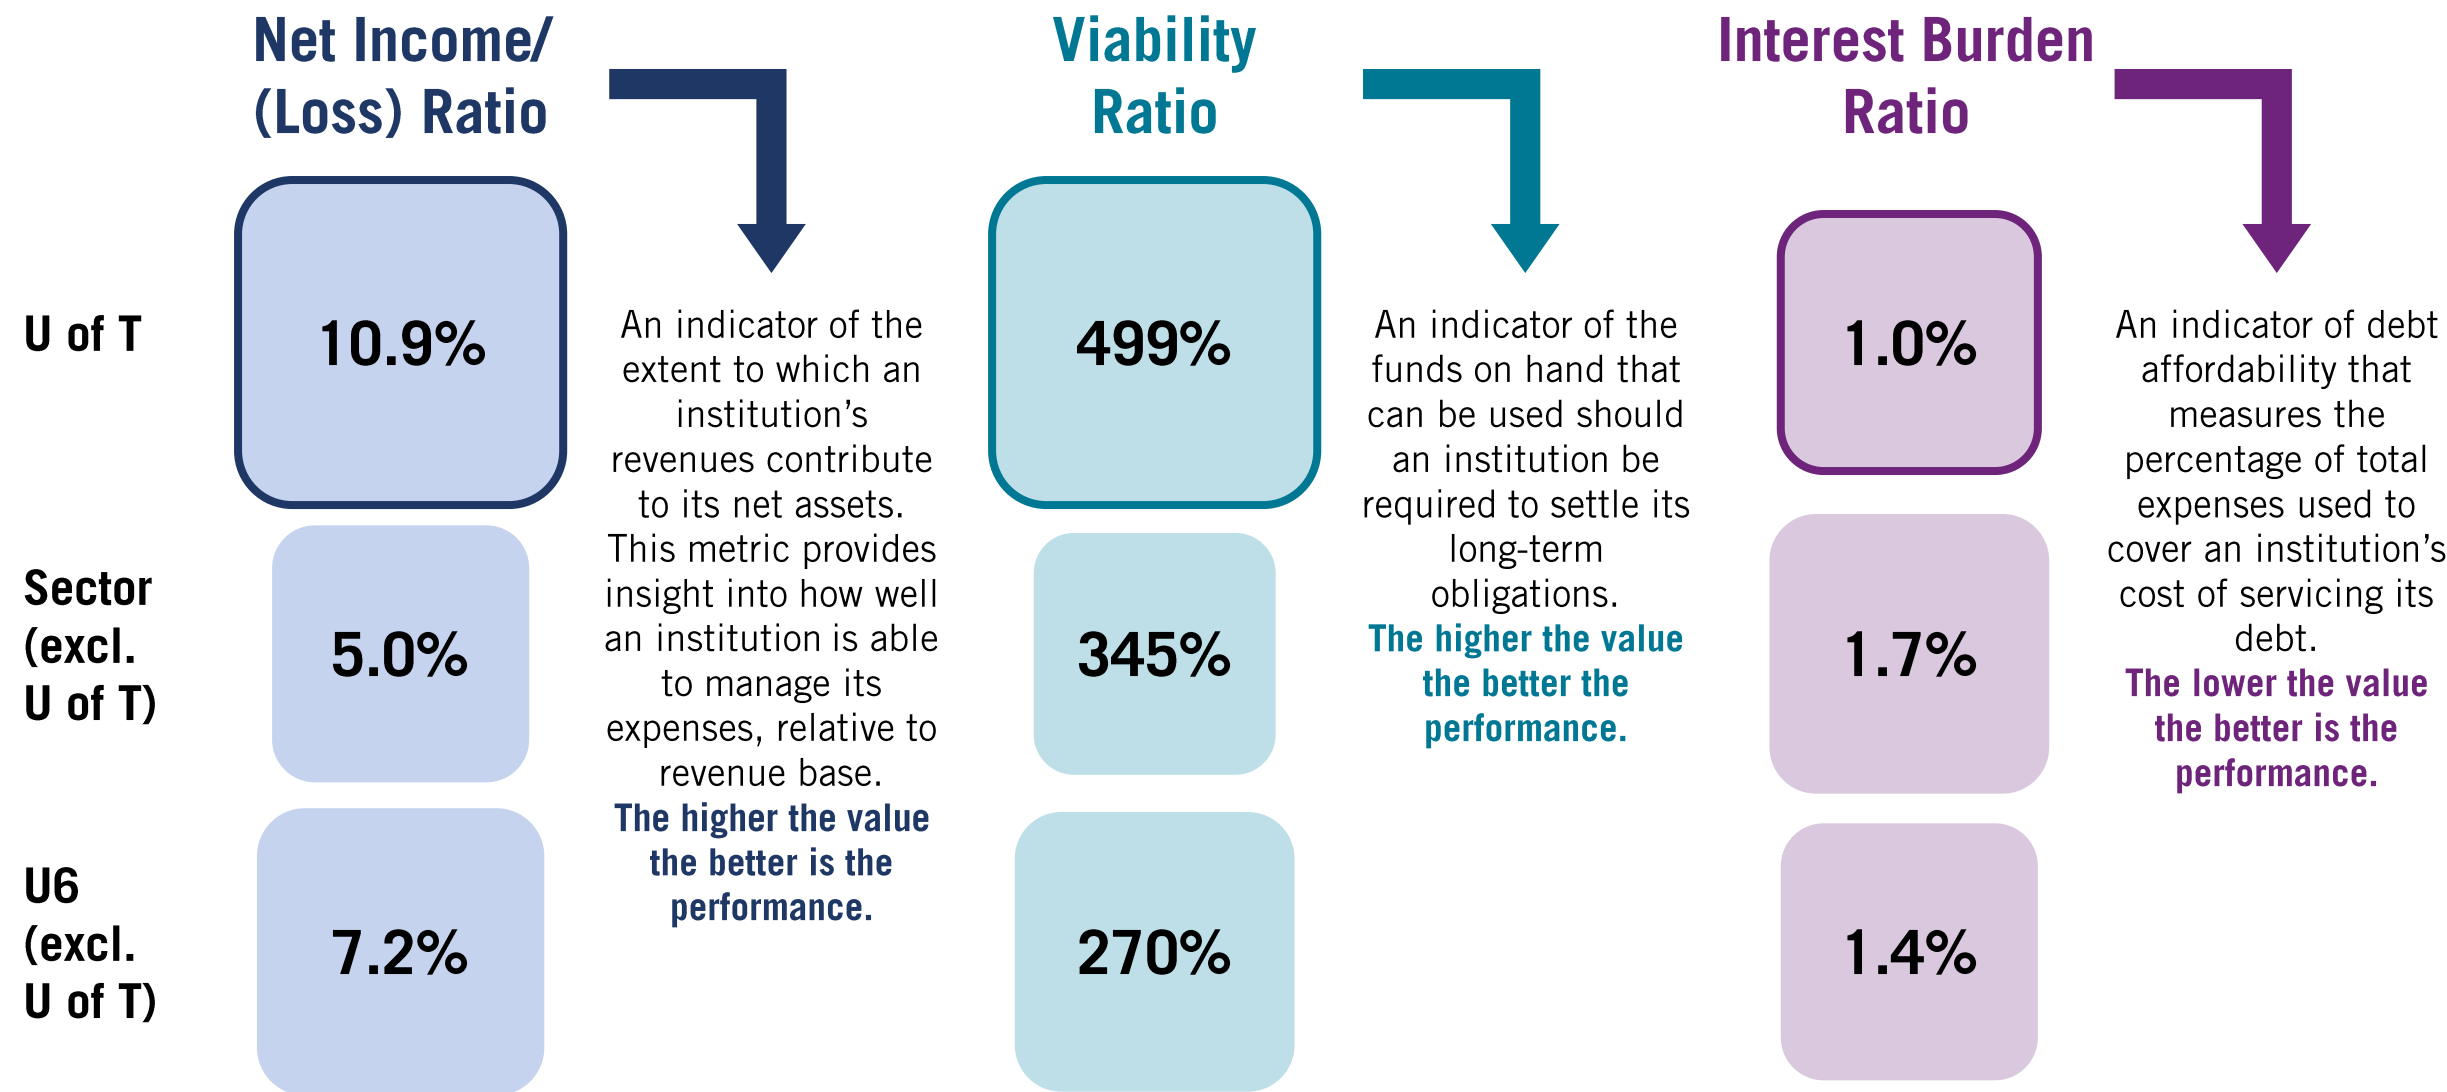 Net Income/
(Loss) Ratio
Viability
Ratio
Interest Burden
Ratio
U of T
10.9%
An indicator of the
extent to which an
institution’s
revenues contribute
to its net assets.
This metric provides
insight into how well
an institution is able
to manage its
expenses, relative to
revenue base.
The higher the value
the better is the
performance.
499%
An indicator of the
funds on hand that
can be used should
an institution be
required to settle its
long-term
obligations.
The higher the value
the better the
performance.
1.0%
An indicator of debt
affordability that
measures the
percentage of total
expenses used to
cover an institution’s
cost of servicing its
debt.
The lower the value
the better is the
performance.
Sector
(excl.
U of T)
5.0%
345%
1.7%
U6
(excl.
U of T)
7.2%
270%
1.4%